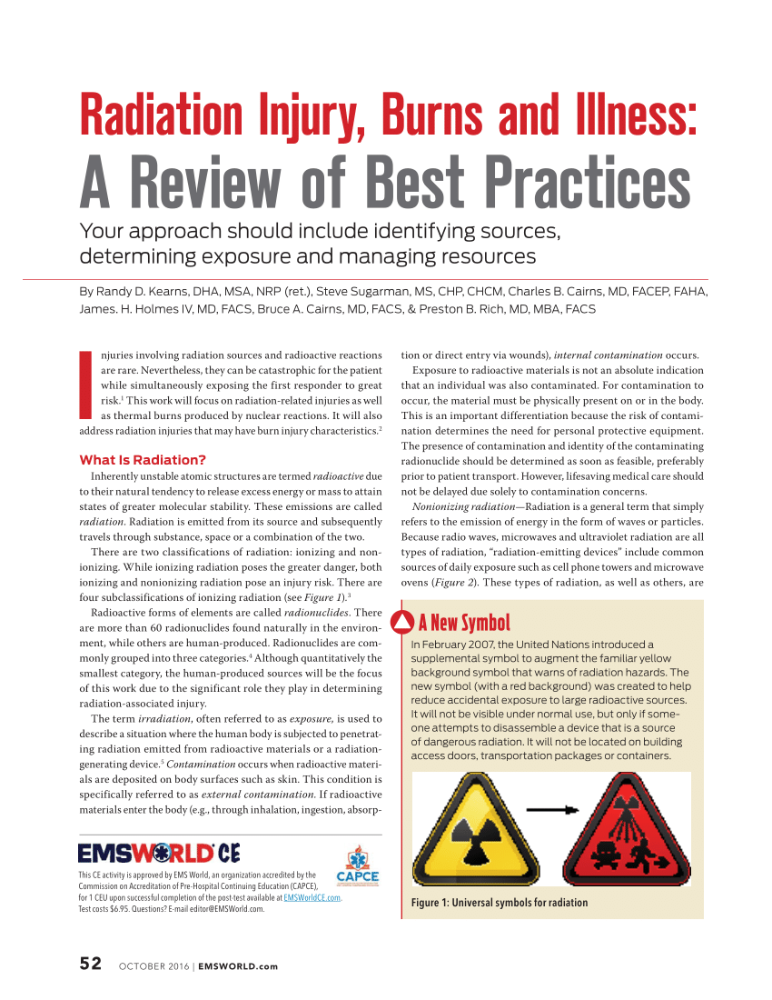 Radiation Injury, Burns and Illness:
A Review of Best Practices
Your approach should include identifying sources,
determining exposure and managing resources
By Randy D. Kearns, DHA, MSA, NRP (ret.), Steve Sugarman, MS, CHP, CHCM, Charles B. Cairns, MD, FACEP, FAHA,
James. H. Holmes IV, MD, FACS, Bruce A. Cairns, MD, FACS, & Preston B. Rich, MD, MBA, FACS
Injuries involving radiation sources and radioactive reactions
are rare. Nevertheless, they can be catastrophic for the patient
while simultaneously exposing the first responder to great
risk.1 This work will focus on radiation-related injuries as well
as thermal burns produced by nuclear reactions. It will also
address radiation injuries that may have burn injury characteristics.2
What Is Radiation?
Inherently unstable atomic structures are termed radioactive due
to their natural tendency to release excess energy or mass to attain
states of greater molecular stability. These emissions are called
radiation. Radiation is emitted from its source and subsequently
travels through substance, space or a combination of the two.
There are two classifications of radiation: ionizing and non-
ionizing. While ionizing radiation poses the greater danger, both
ionizing and nonionizing radiation pose an injury risk. There are
four subclassifications of ionizing radiation (see Figure 1).3
Radioactive forms of elements are called radionuclides. There
are more than 60 radionuclides found naturally in the environ-
ment, while others are human-produced. Radionuclides are com-
monly grouped into three categories.4 Although quantitatively the
smallest category, the human-produced sources will be the focus
of this work due to the significant role they play in determining
radiation-associated injury.
The term irradiation, often referred to as exposure, is used to
describe a situation where the human body is subjected to penetrat-
ing radiation emitted from radioactive materials or a radiation-
generating device.5 Contamination occurs when radioactive materi-
als are deposited on body surfaces such as skin. This condition is
specifically referred to as external contamination. If radioactive
materials enter the body (e.g., through inhalation, ingestion, absorp-
tion or direct entry via wounds), internal contamination occurs.
Exposure to radioactive materials is not an absolute indication
that an individual was also contaminated. For contamination to
occur, the material must be physically present on or in the body.
This is an important differentiation because the risk of contami-
nation determines the need for personal protective equipment.
The presence of contamination and identity of the contaminating
radionuclide should be determined as soon as feasible, preferably
prior to patient transport. However, lifesaving medical care should
not be delayed due solely to contamination concerns.
Nonionizing radiation—Radiation is a general term that simply
refers to the emission of energy in the form of waves or particles.
Because radio waves, microwaves and ultraviolet radiation are all
types of radiation, “radiation-emitting devices” include common
sources of daily exposure such as cell phone towers and microwave
ovens (Figure 2). These types of radiation, as well as others, are
A New Symbol
In February 2007, the United Nations introduced a
supplemental symbol to augment the familiar yellow
background symbol that warns of radiation hazards. The
new symbol (with a red background) was created to help
reduce accidental exposure to large radioactive sources.
It will not be visible under normal use, but only if some-
one attempts to disassemble a device that is a source
of dangerous radiation. It will not be located on building
access doors, transportation packages or containers.
Figure 1: Universal symbols for radiation
EMSWORLD CE
CAPCE
This CE activity is approved by EMS World, an organization accredited by the
Commission on Accreditation of Pre-Hospital Continuing Education (CAPCE),
for 1 CEU upon successful completion of the post-test available at EMSWorldCE.com.
Test costs $6.95. Questions? E-mail editor@EMSWorld.com.
52 OCTOBER 2016 | EMSWORLD.com